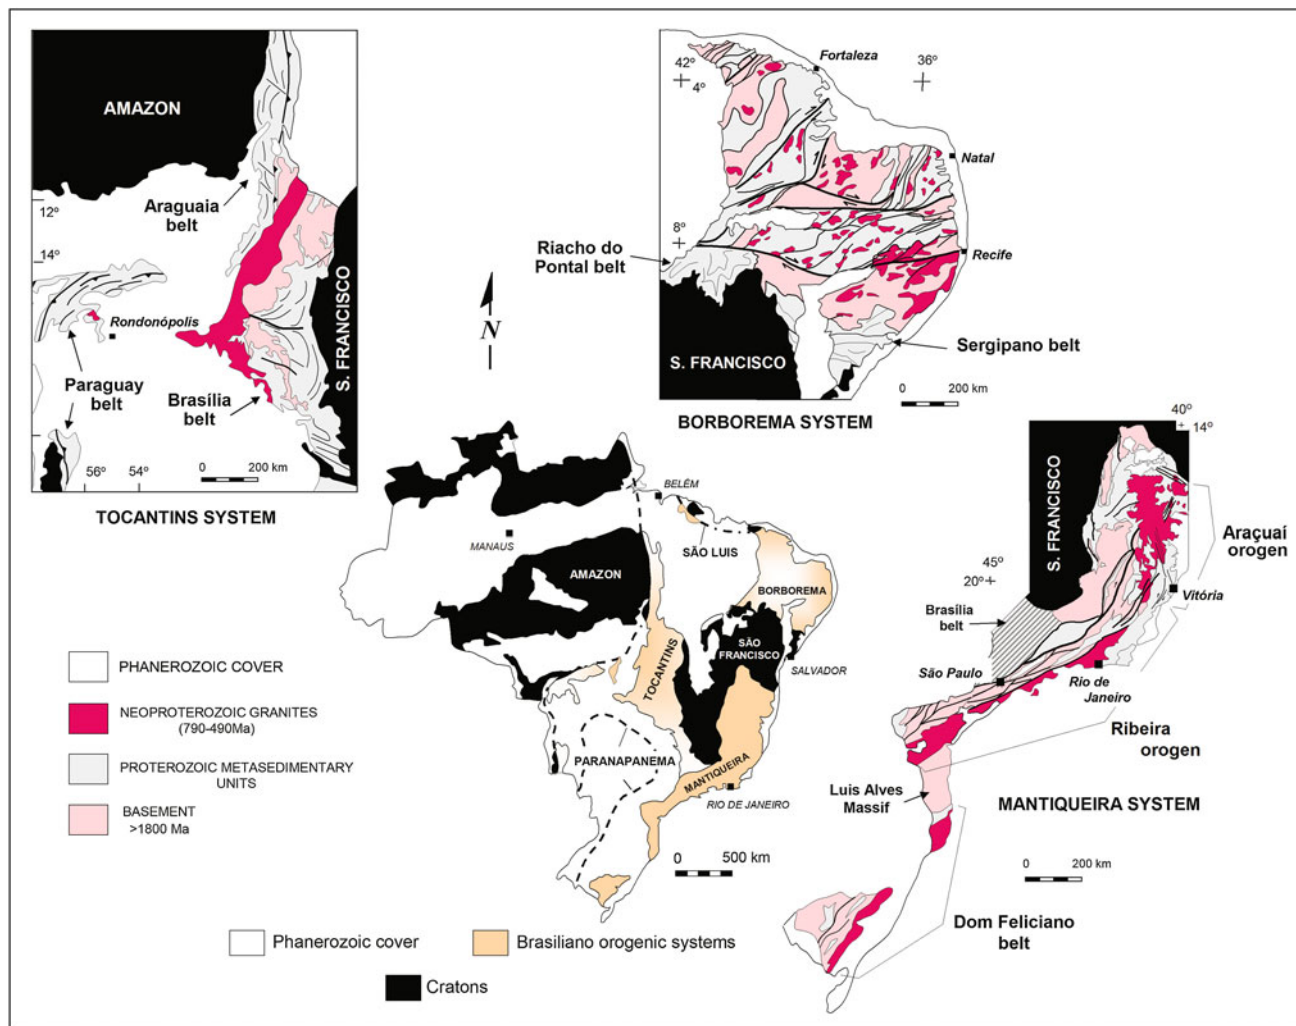 AMAZON
Araguaia
belt
12º
14º
S. FRANCISCO
Rondonópolis
Paraguay
belt
Brasília
belt
56º 54º
0 200 km
TOCANTINS SYSTEM
42º
4º
Fortaleza
36º
Natal
8º
Riacho do
Pontal belt
Recife
S. FRANCISCO
Sergipano belt
0 200 km
BORBOREMA SYSTEM
N
BELÉM
MANAUS
SÃO LUIS
AMAZON
BORBOREMA
SÃO
FRANCISCO
SALVADOR
TOCANTINS
PARANAPANEMA
MANTIQUEIRA
RIO DE JANEIRO
0 500 km
40º
14º
S. FRANCISCO
Araçuaí
orogen
45º
20º
Vitória
Brasília
belt
São Paulo
Rio de
Janeiro
Ribeira
orogen
Luis Alves
Massif
MANTIQUEIRA SYSTEM
0 200 km
Dom Feliciano
belt
PHANEROZOIC COVER
NEOPROTEROZOIC GRANITES
(790-490Ma)
PROTEROZOIC METASEDIMENTARY
UNITS
BASEMENT
>1800 Ma
Phanerozoic cover
Brasiliano orogenic systems
Cratons